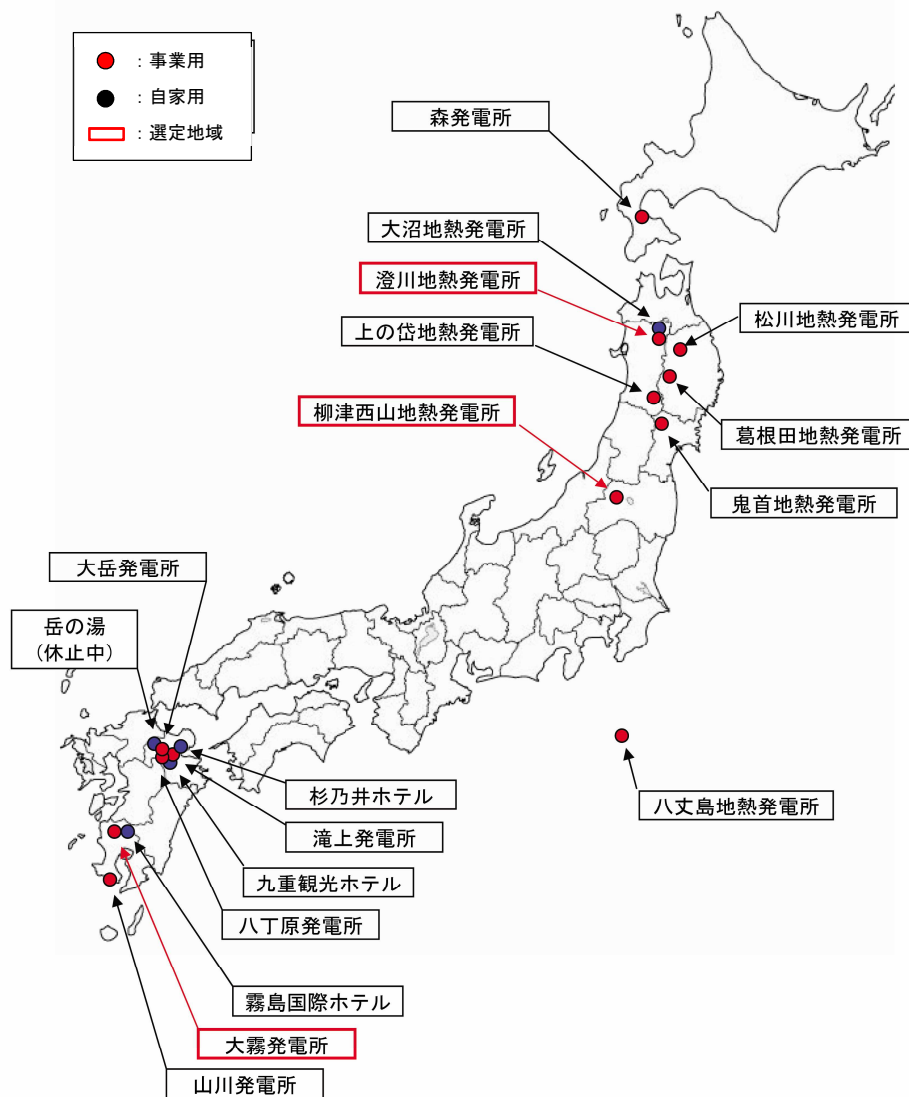 ：事業用
：自家用
：選定地域
森発電所
大沼地熱発電所
澄川地熱発電所
上の岱地熱発電所
松川地熱発電所
柳津西山地熱発電所
葛根田地熱発電所
鬼首地熱発電所
大岳発電所
岳の湯
（休止中）
杉乃井ホテル
八丈島地熱発電所
滝上発電所
九重観光ホテル
八丁原発電所
霧島国際ホテル
大霧発電所
山川発電所